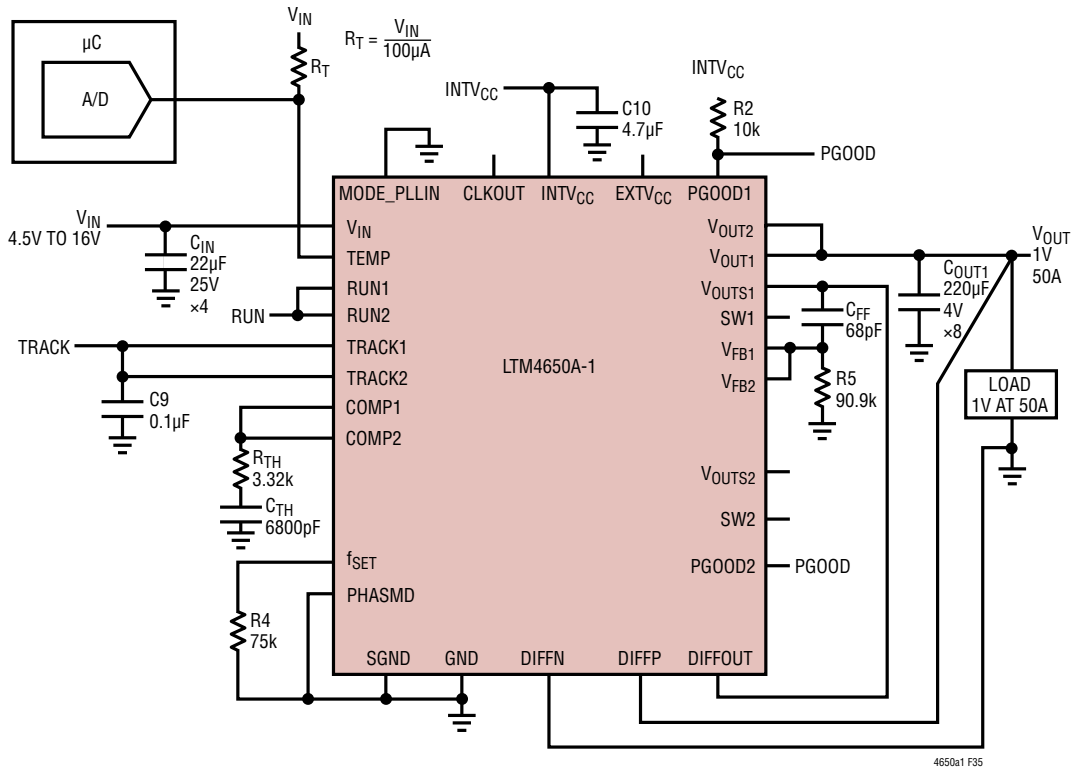 µC
A/D
VIN
RT
RT = VIN
100µA
INTVCC
C10
4.7µF
INTVCC
R2
10k
PGOOD
MODE_PLLIN
CLKOUT
INTVCC
EXTVCC
PGOOD1
VIN
4.5V TO 16V
CIN
22µF
25V
×4
RUN
TRACK
C9
0.1µF
RTH
3.32k
CTH
6800pF
R4
75k
VIN
TEMP
RUN1
RUN2
TRACK1
TRACK2
COMP1
COMP2
fSET
PHASMD
LTM4650A-1
VOUT2
VOUT1
VOUTS1
SW1
VFB1
VFB2
VOUTS2
SW2
PGOOD2
PGOOD
SGND
GND
DIFFN
DIFFP
DIFFOUT
CFF
68pF
R5
90.9k
COUT1
220µF
4V
×8
VOUT
1V
50A
LOAD
1V AT 50A
4650a1 F35